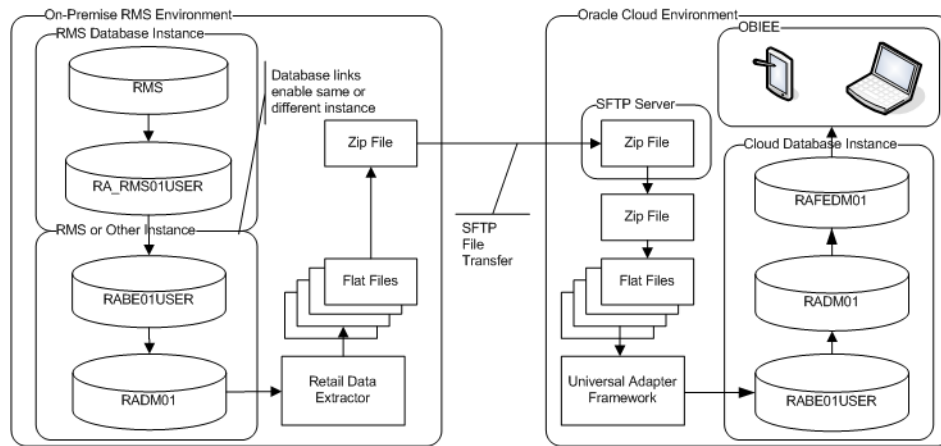 On-Premise RMS Environment
RMS Database Instance
RMS
RA_RMS01USER
RMS or Other Instance
RABE01USER
RADM01
Database links
enable same or
different instance
Zip File
Flat Files
Retail Data
Extractor
SFTP
File
Transfer
Oracle Cloud Environment
SFTP Server
Zip File
Zip File
Flat Files
Universal Adapter
Framework
OBIEE
Cloud Database Instance
RAFEDM01
RADM01
RABE01USER